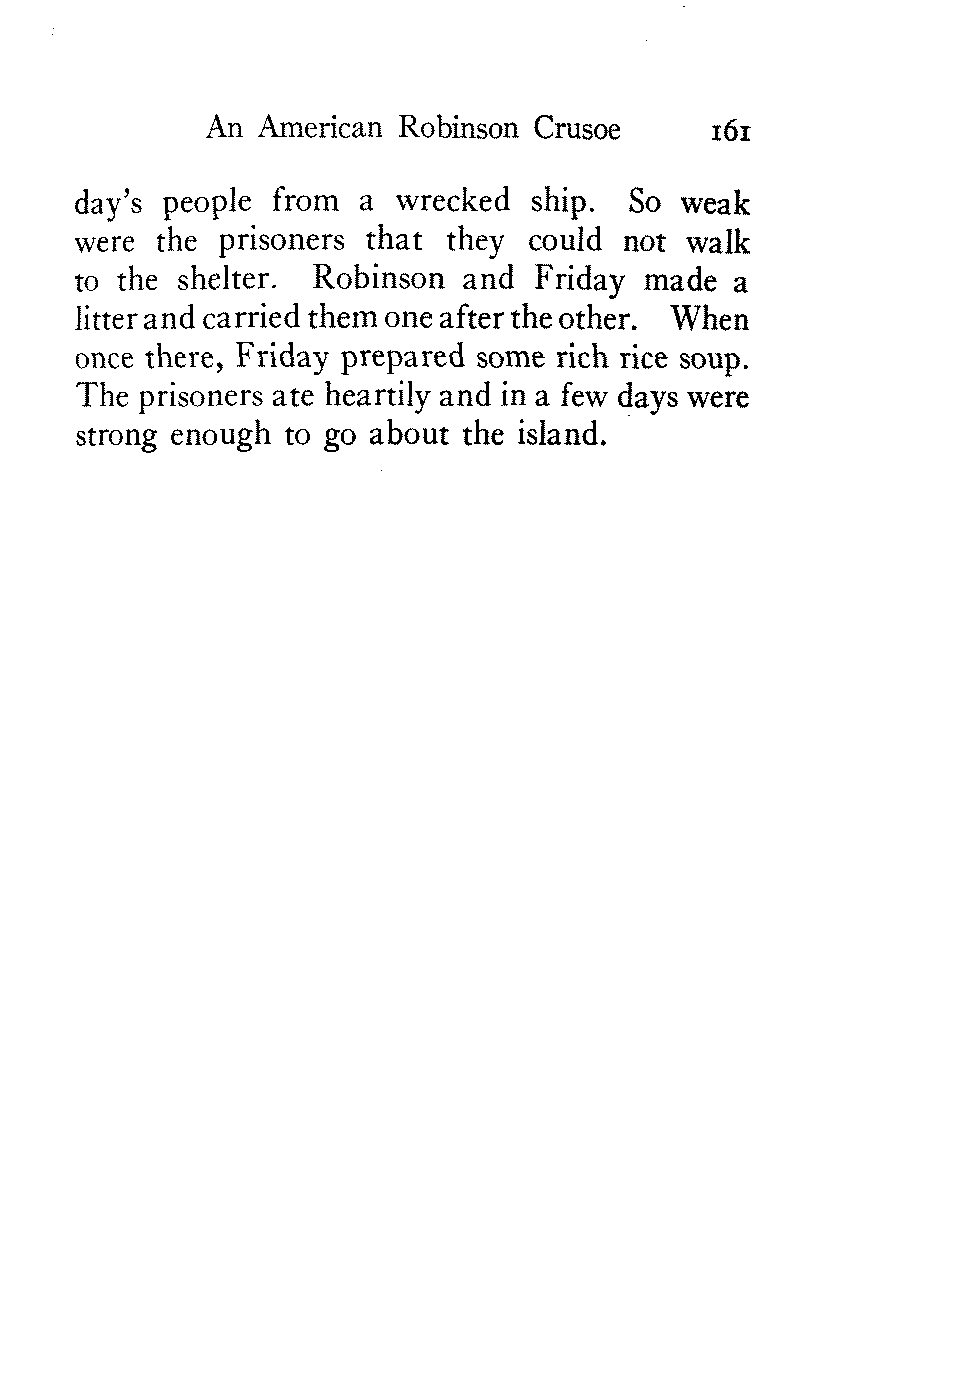 An American Robinson Crusoe 161
day's people from a wrecked ship. So weak
were the prisoners that they could not walk
to the shelter. Robinson and Friday made a
litter and carried them one after the other. When
once there, Friday prepared some rich rice soup.
The prisoners ate heartily and in a few days were
strong enough to go about the island.